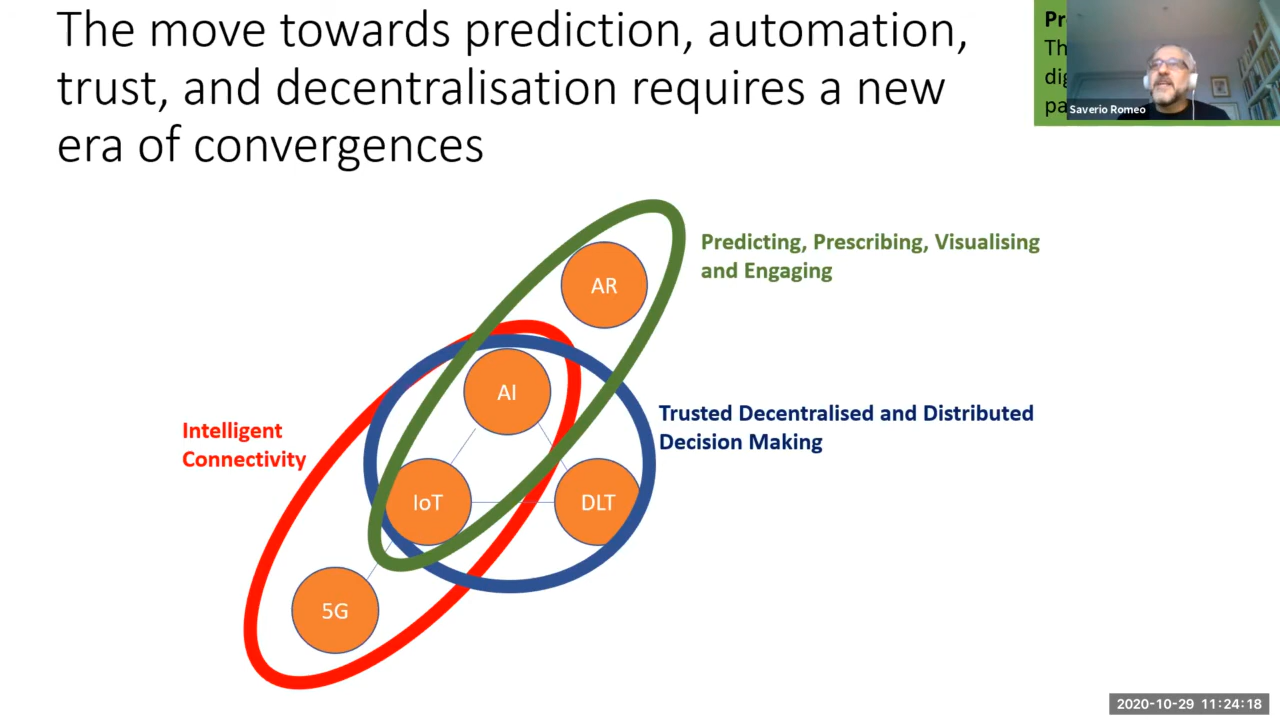 The move towards prediction, automation,
trust, and decentralisation requires a new
era of convergences
Saverio Romeo
Predicting, Prescribing, Visualising
and Engaging
AR
AI
Trusted Decentralised and Distributed
Decision Making
Intelligent
Connectivity
IoT
DLT
5G
2020-10-29 11:24:18